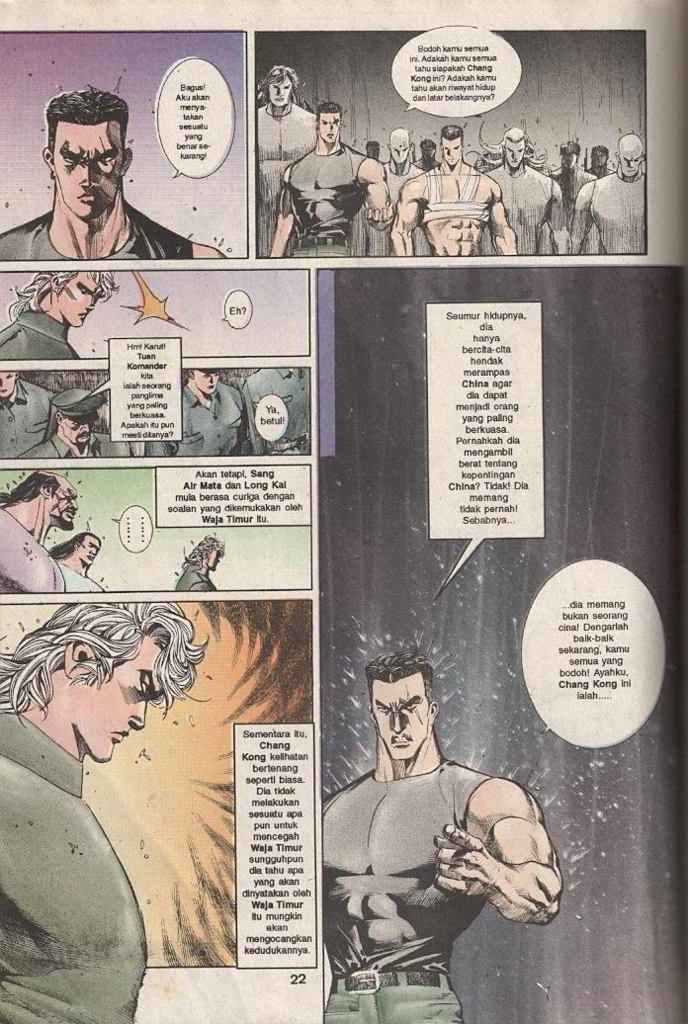 Bagus!
Aku akan
menya-
takan
sesuatu
yang
benar se-
karang!
Bodoh kamu semua
ini. Adakah kamu semua
tahu siapakah Chang
Kong ini? Adakah kamu
tahu akan riwayat hidup
dan latar belakangnya?
Eh?
Hm! Karut!
Tuan
Komander
kita
ialah seorang
panglima
yang paling
berkuasa.
Apakah itu pun
mesti ditanya?
Ya,
betul!
Akan tetapi, Sang
Air Mata dan Long Kai
mula berasa curiga dengan
soalan yang dikemukakan oleh
Waja Timur itu.
......
Sementara itu,
Chang
Kong kelihatan
bertenang
seperti biasa.
Dia tidak
melakukan
sesuatu apa
pun untuk
mencegah
Waja Timur
sungguhpun
dia tahu apa
yang akan
dinyatakan oleh
Waja Timur
itu mungkin
akan
mengocangkan
kedudukannya.
Seumur hidupnya,
dia
hanya
bercita-cita
hendak
merampas
China agar
dia dapat
menjadi orang
yang paling
berkuasa.
Pernahkah dia
mengambil
berat tentang
kepentingan
China? Tidak! Dia
memang
tidak pernah!
Sebabnya...
...dia memang
bukan seorang
cina! Dengarlah
baik-baik
sekarang, kamu
semua yang
bodoh! Ayahku,
Chang Kong ini
ialah.....
22